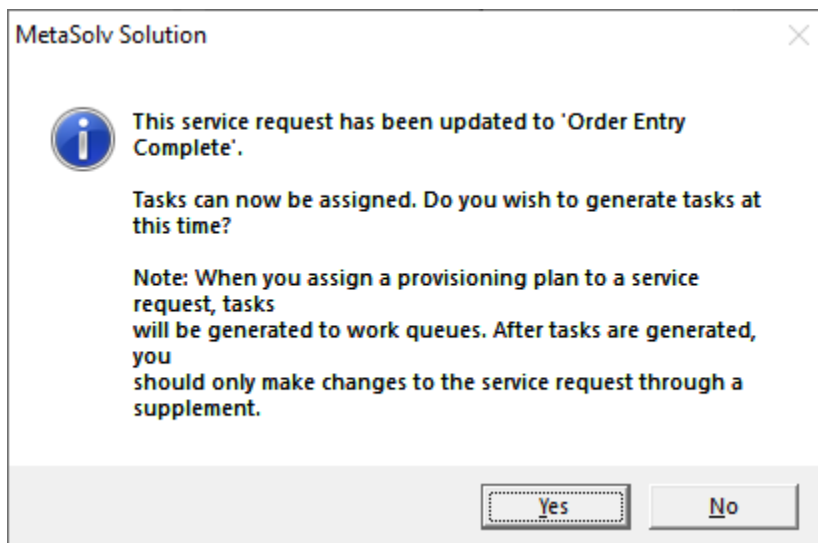 MetaSolv Solution
This service request has been updated to 'Order Entry
Complete'.
Tasks can now be assigned. Do you wish to generate tasks at
this time?
Note: When you assign a provisioning plan to a service
request, tasks
will be generated to work queues. After tasks are generated,
you
should only make changes to the service request through a
supplement.
Yes
No